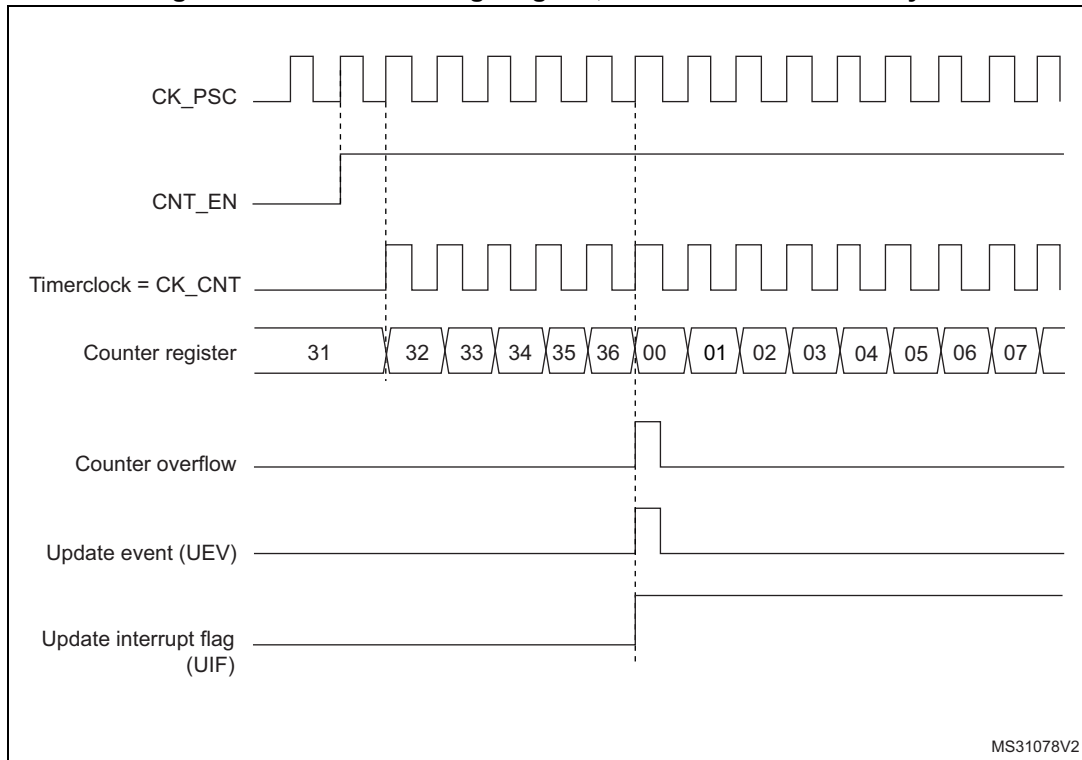 CK_PSC
CNT_EN
Timerclock = CK_CNT
Counter register 31 32 33 34 35 36 00 01 02 03 04 05 06 07
Counter overflow
Update event (UEV)
Update interrupt flag
(UIF)
MS31078V2